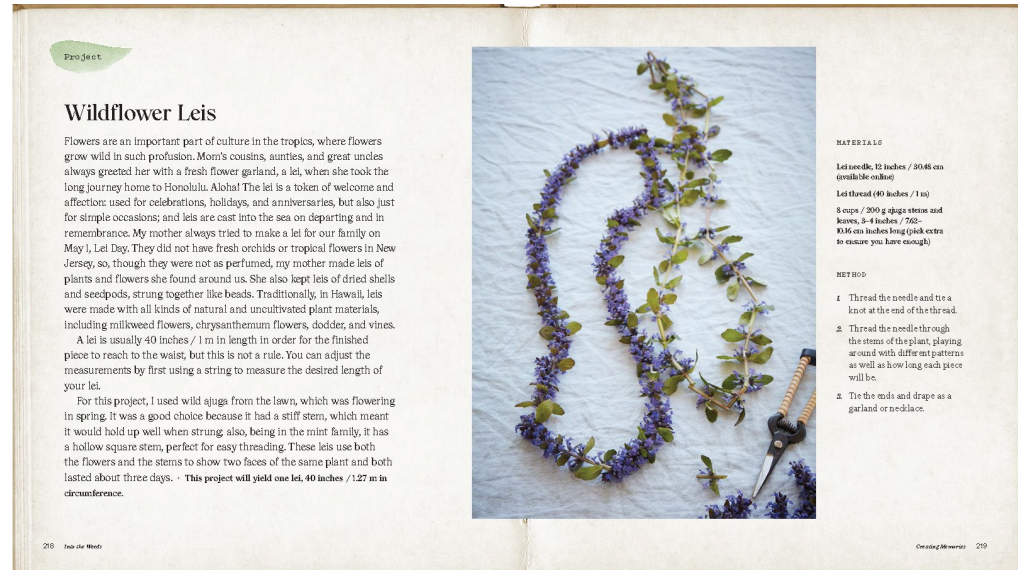 Project
Wildflower Leis
Flowers are an important part of culture in the tropics, where flowers
grow wild in such profusion. Mom's cousins, aunties, and great uncles
always greeted her with a fresh flower garland, a lei, when she took the
long journey home to Honolulu. Aloha! The lei is a token of welcome and
affection: used for celebrations, holidays, and anniversaries, but also just
for simple occasions; and leis are cast into the sea on departing and in
remembrance. My mother always tried to make a lei for our family on
May 1, Lei Day. They did not have fresh orchids or tropical flowers in New
Jersey, so, though they were not as perfumed, my mother made leis of
plants and flowers she found around us. She also kept leis of dried shells
and seedpods, strung together like beads. Traditionally, in Hawaii, leis
were made with all kinds of natural and uncultivated plant materials,
including milkweed flowers, chrysanthemum flowers, dodder, and vines.
A lei is usually 40 inches / 1 m in length in order for the finished
piece to reach to the waist, but this is not a rule. You can adjust the
measurements by first using a string to measure the desired length of
your lei.
For this project, I used wild ajuga from the lawn, which was flowering
in spring. It was a good choice because it had a stiff stem, which meant
it would hold up well when strung; also, being in the mint family, it has
a hollow square stem, perfect for easy threading. These leis use both
the flowers and the stems to show two faces of the same plant and both
lasted about three days. · This project will yield one lei, 40 inches / 1.27 m in
circumference.
218 Into the Weeds
MATERIALS
Lei needle, 12 inches / 30.48 cm
(available online)
Lei thread (40 inches / 1 m)
8 cups / 200 g ajuga stems and
leaves, 3–4 inches / 7.62–
10.16 cm inches long (pick extra
to ensure you have enough)
METHOD
1. Thread the needle and tie a
knot at the end of the thread.
2. Thread the needle through
the stems of the plant, playing
around with different patterns
as well as how long each piece
will be.
3. Tie the ends and drape as a
garland or necklace.
Creating Memories 219